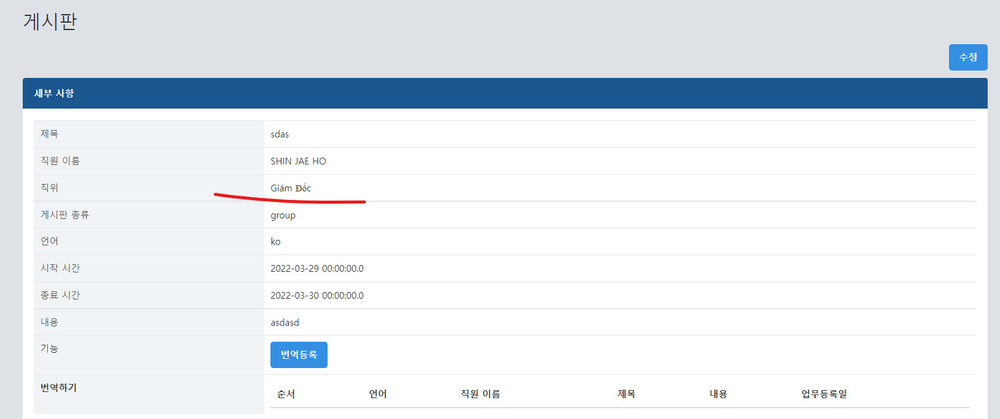 게시판
수정
세부 사항
제목 sdas
직원 이름 SHIN JAE HO
직위 Giám Đốc
게시판 종류 group
언어 ko
시작 시간 2022-03-29 00:00:00.0
종료 시간 2022-03-30 00:00:00.0
내용 asdasd
기능 번역등록
번역하기 순서 언어 직원 이름 제목 내용 업무등록일